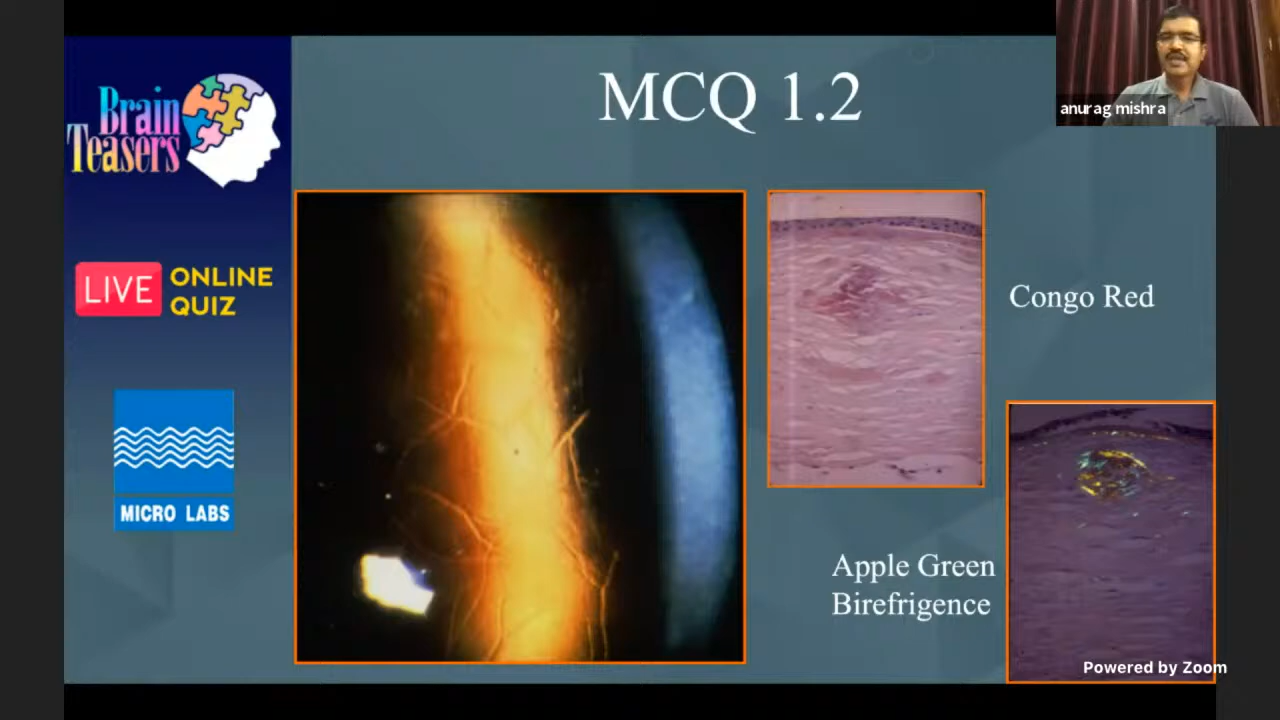 Brain
Teasers
LIVE ONLINE
QUIZ
MICRO LABS
MCQ 1.2
Congo Red
Apple Green
Birefrigence
anurag mishra
Powered by Zoom